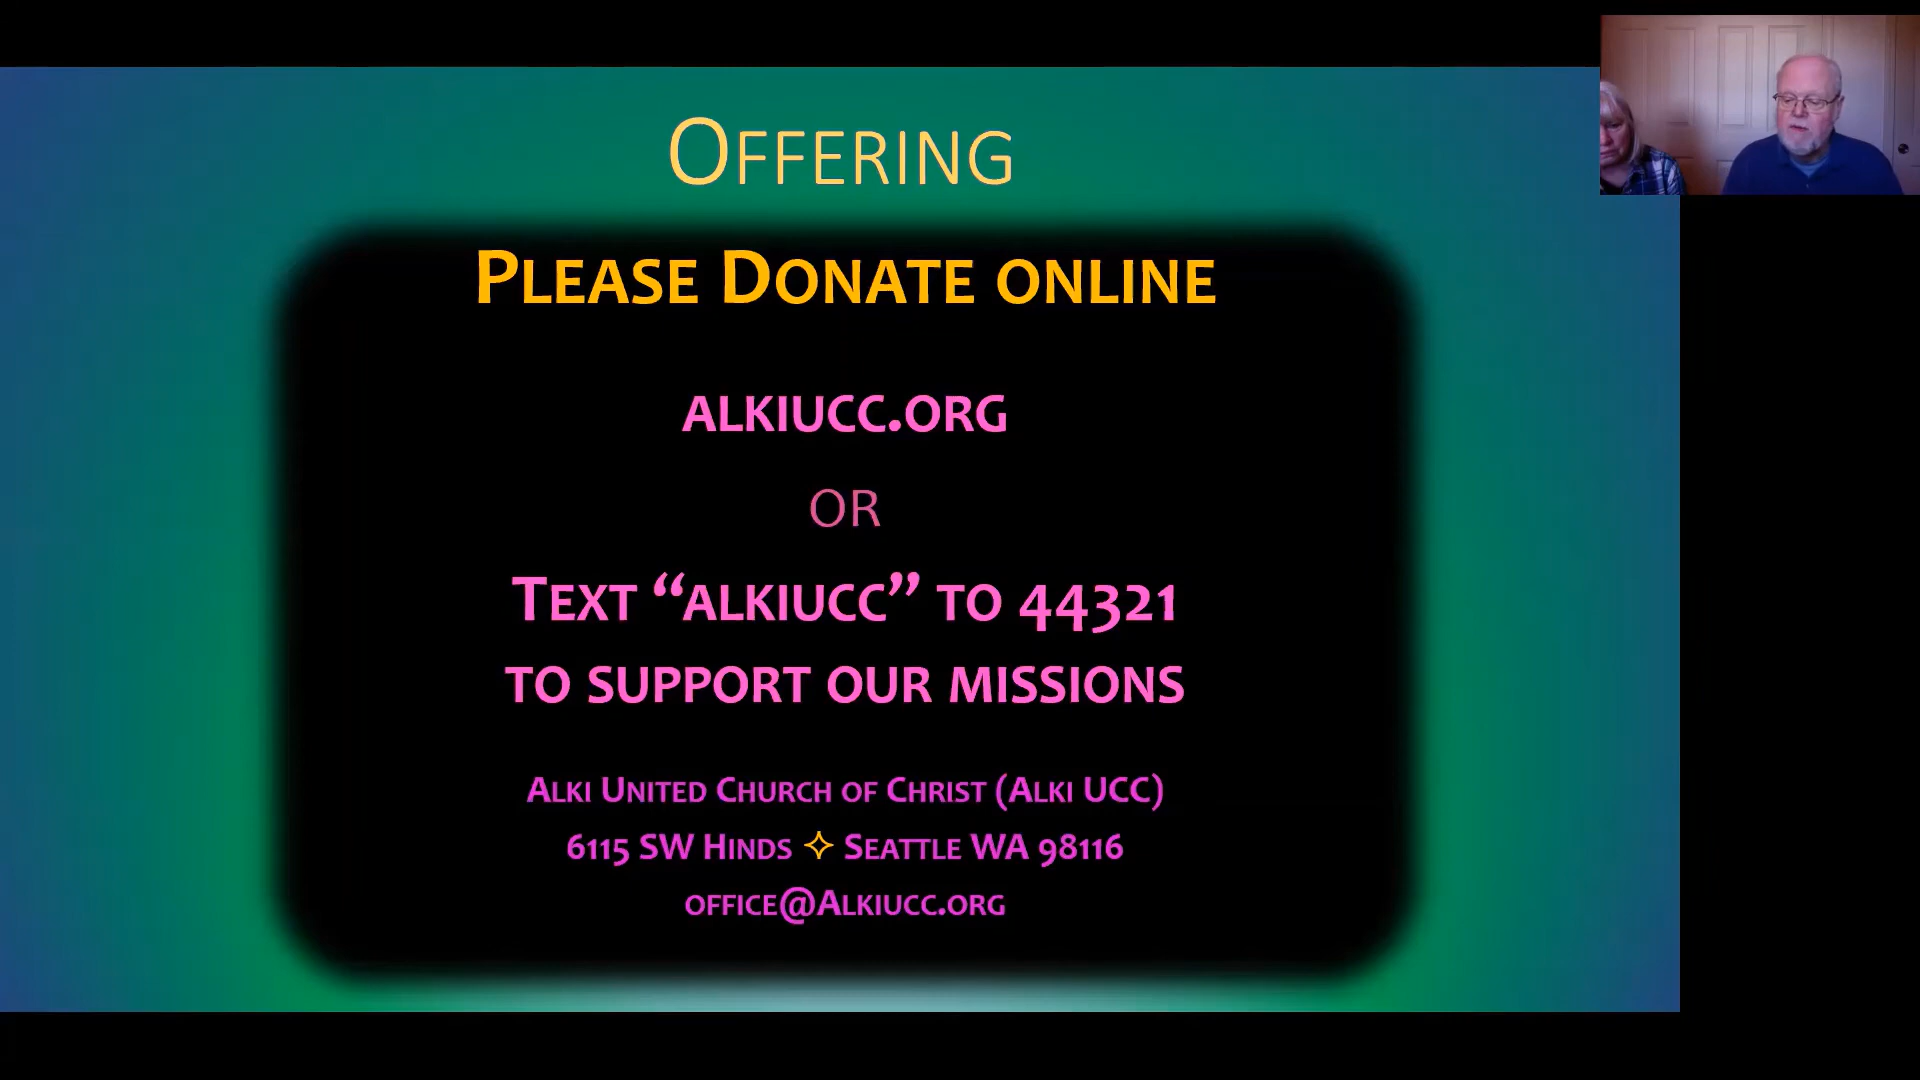 OFFERING
PLEASE DONATE ONLINE
ALKIUCC.ORG
OR
TEXT “ALKIUCC” TO 44321
TO SUPPORT OUR MISSIONS
ALKI UNITED CHURCH OF CHRIST (ALKI UCC)
6115 SW HINDS ✧ SEATTLE WA 98116
OFFICE@ALKIUCC.ORG